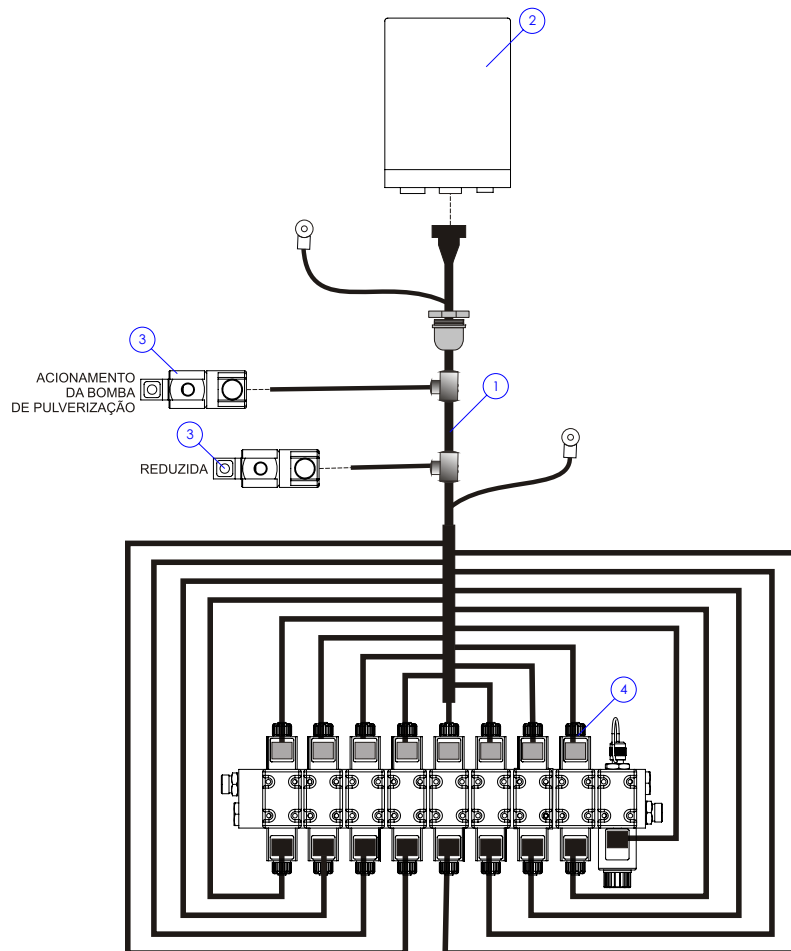 2
3
ACIONAMENTO
DA BOMBA
DE PULVERIZAÇÃO
1
3
REDUZIDA
4